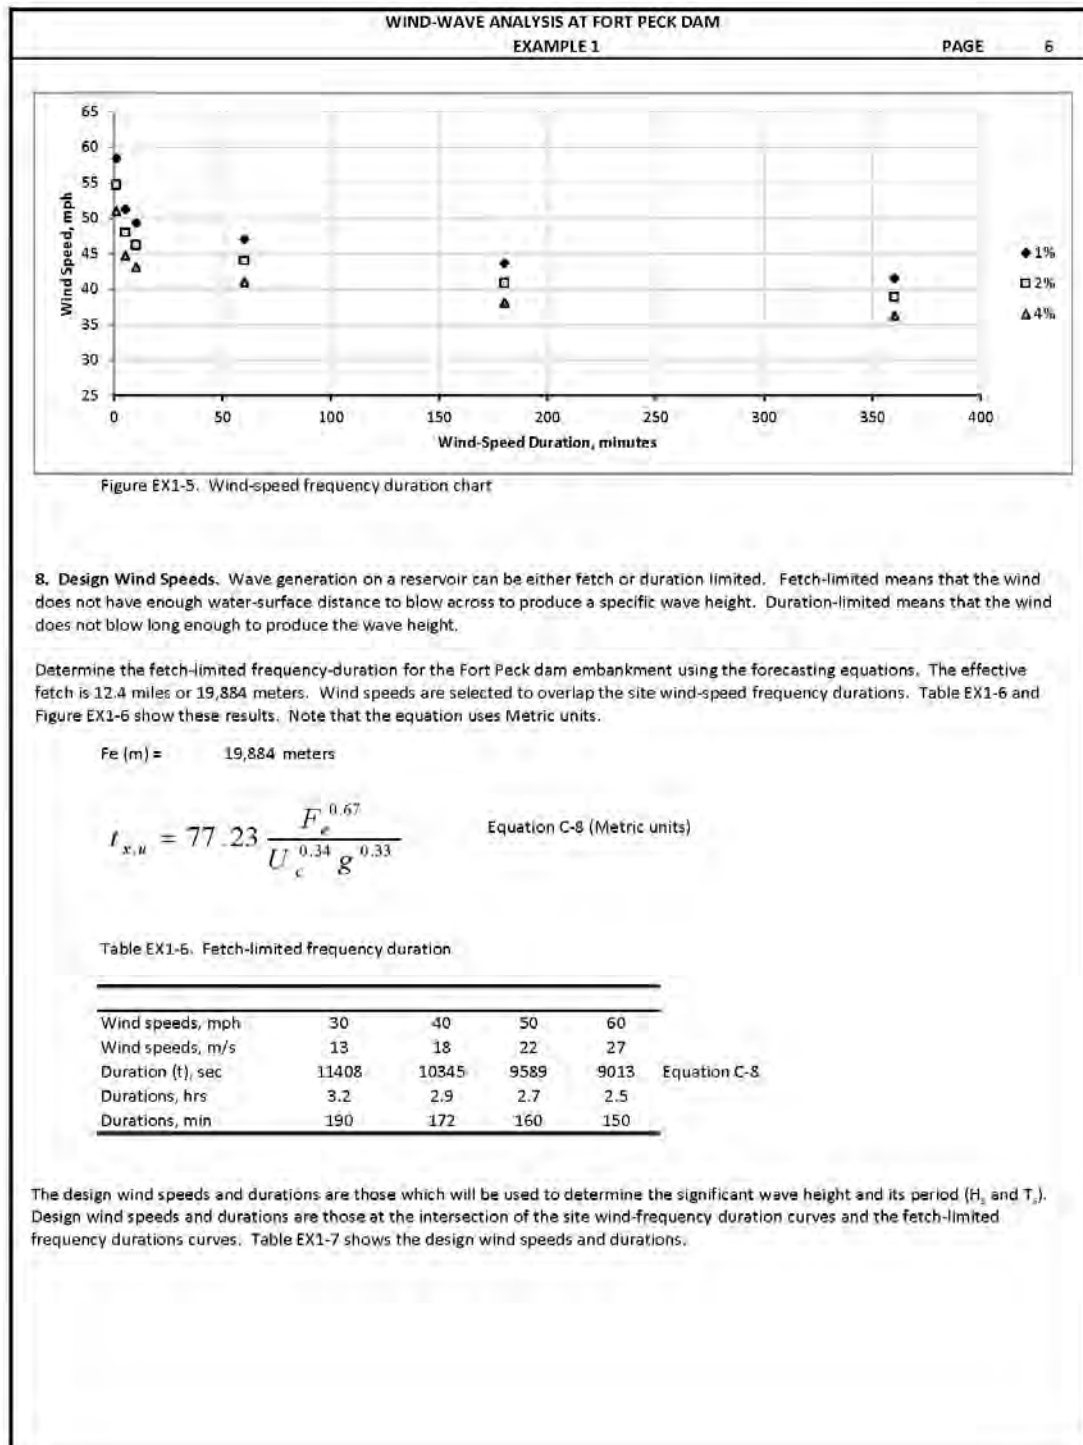 WIND-WAVE ANALYSIS AT FORT PECK DAM
EXAMPLE 1 PAGE 6
65
60
55
50
45
40
35
30
25
Wind Speed, mph
0 50 100 150 200 250 300 350 400
Wind-Speed Duration, minutes
1%
2%
4%
Figure EX1-5. Wind-speed frequency duration chart
8. Design Wind Speeds. Wave generation on a reservoir can be either fetch or duration limited. Fetch-limited means that the wind
does not have enough water-surface distance to blow across to produce a specific wave height. Duration-limited means that the wind
does not blow long enough to produce the wave height.
Determine the fetch-limited frequency-duration for the Fort Peck dam embankment using the forecasting equations. The effective
fetch is 12.4 miles or 19,884 meters. Wind speeds are selected to overlap the site wind-speed frequency durations. Table EX1-6 and
Figure EX1-6 show these results. Note that the equation uses Metric units.
Fe (m) = 19,884 meters
t x,u = 77.23 F e 0.67 / U c 0.34 g 0.33 Equation C-8 (Metric units)
Table EX1-6. Fetch-limited frequency duration
Wind speeds, mph 30 40 50 60
Wind speeds, m/s 13 18 22 27
Duration (t), sec 11408 10345 9589 9013 Equation C-8
Durations, hrs 3.2 2.9 2.7 2.5
Durations, min 190 172 160 150
The design wind speeds and durations are those which will be used to determine the significant wave height and its period (Hs and Ts).
Design wind speeds and durations are those at the intersection of the site wind-frequency duration curves and the fetch-limited
frequency durations curves. Table EX1-7 shows the design wind speeds and durations.